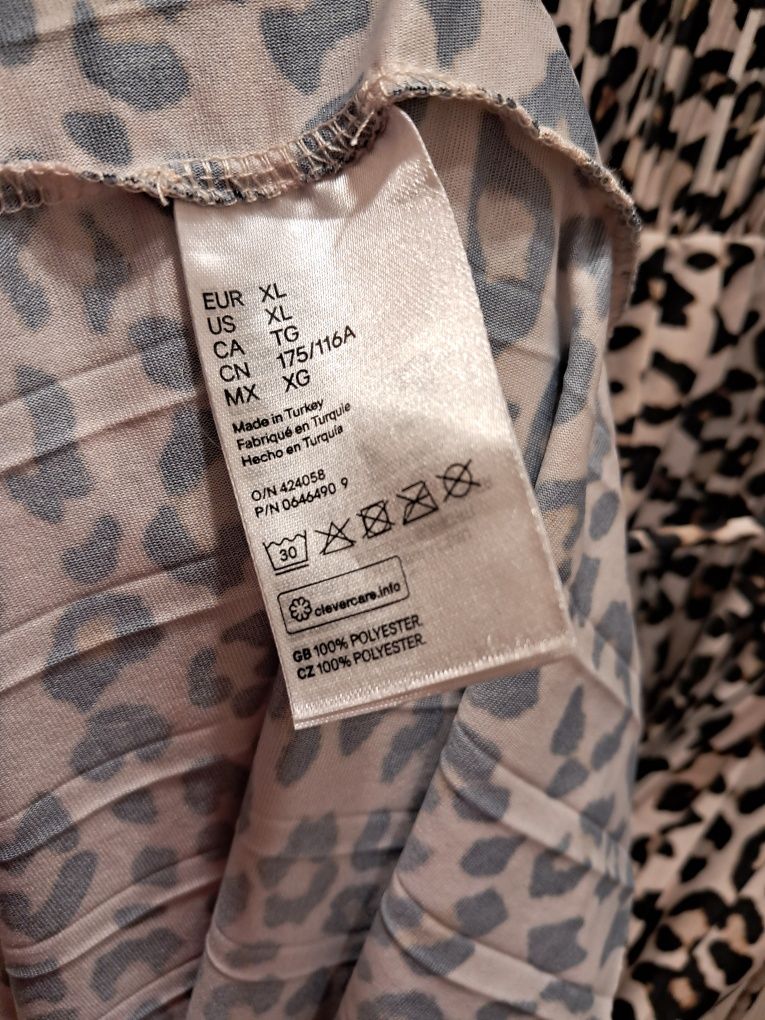 EUR XL
US XL
CA TG
CN 175/116A
MX XG
Made in Turkey
Fabriqué en Turquie
Hecho en Turquía
O/N 424058
P/N 0646490 9
30
clevercare.info
GB 100% POLYESTER.
CZ 100% POLYESTER.